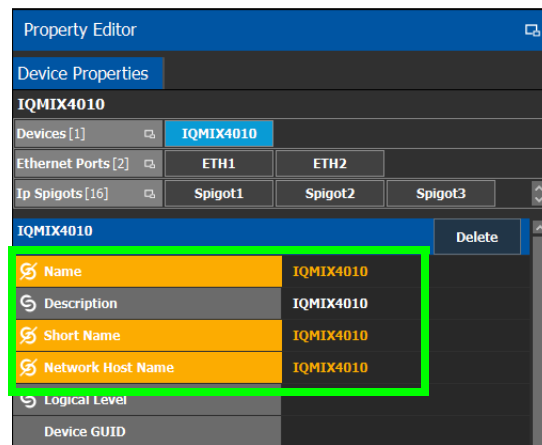 Property Editor
Device Properties
IQMIX4010
Devices [1] IQMIX4010
Ethernet Ports [2] ETH1 ETH2
Ip Spigots [16] Spigot1 Spigot2 Spigot3
IQMIX4010 Delete
Name IQMIX4010
Description IQMIX4010
Short Name IQMIX4010
Network Host Name IQMIX4010
Logical Level
Device GUID